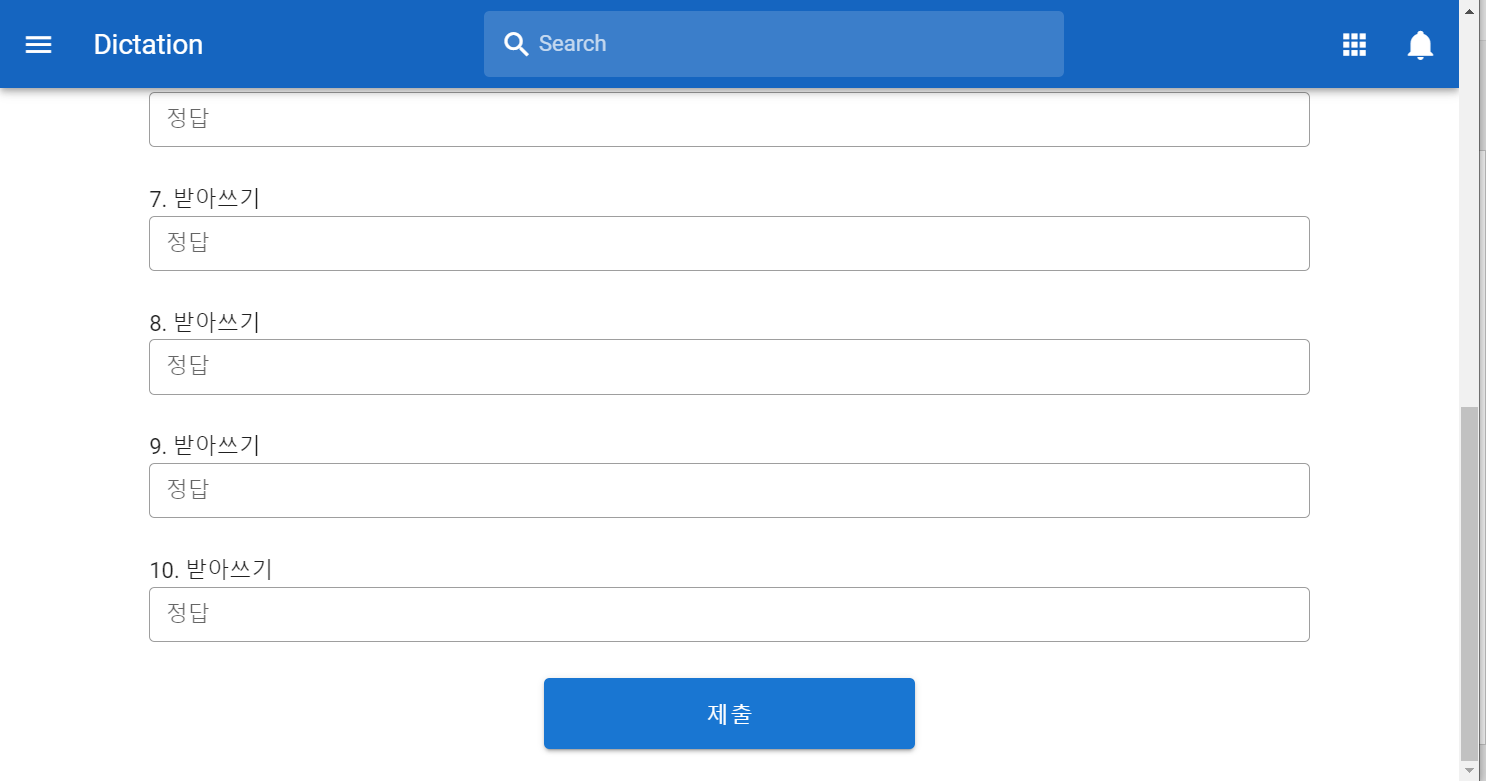 Dictation
Search
정답
7. 받아쓰기
정답
8. 받아쓰기
정답
9. 받아쓰기
정답
10. 받아쓰기
정답
제출